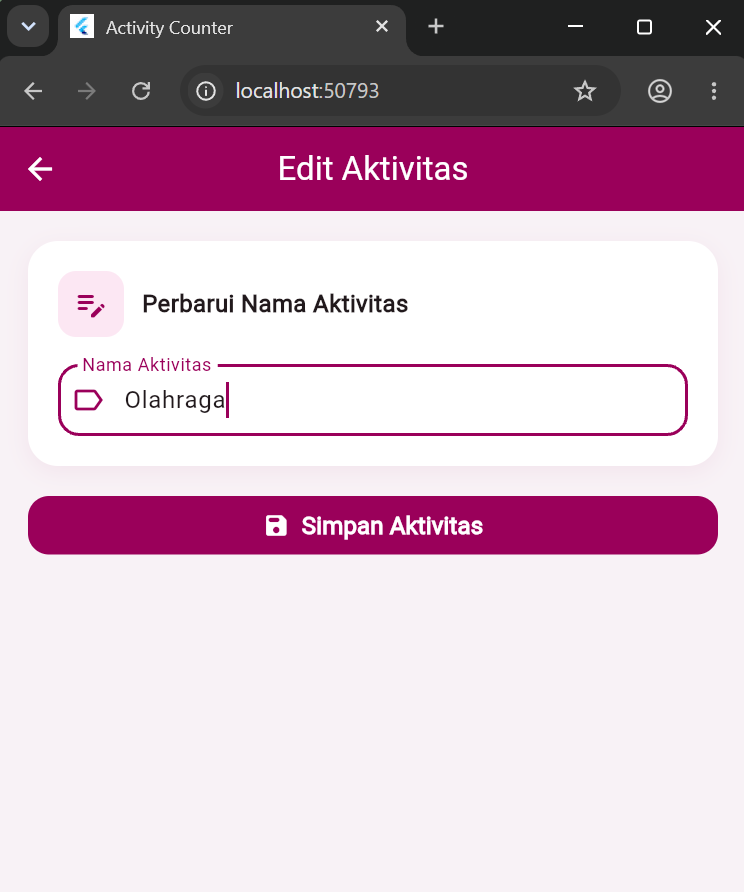 Activity Counter
localhost:50793
Edit Aktivitas
Perbarui Nama Aktivitas
Nama Aktivitas
Olahraga
Simpan Aktivitas